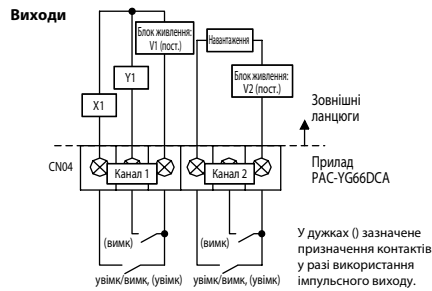 Виходи
Блок живлення:
V1 (пост.)
Навантаження
Y1
Блок живлення:
V2 (пост.)
X1
Зовнішні
ланцюги
CN04
Канал 1
Канал 2
Прилад
PAC-YG66DCA
(вимк)
(вимк)
увімк/вимк, (увімк)
увімк/вимк, (увімк)
У дужках () зазначене
призначення контактів
у разі використання
імпульсного виходу.